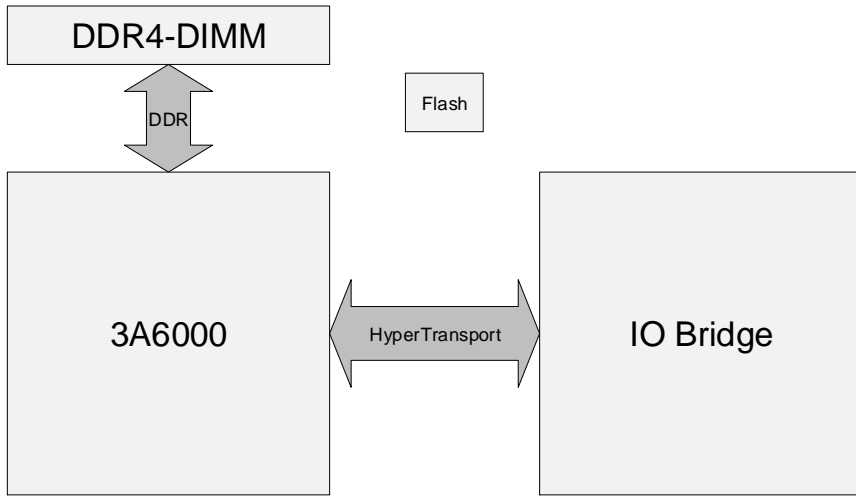 DDR4-DIMM
DDR
Flash
3A6000
HyperTransport
IO Bridge